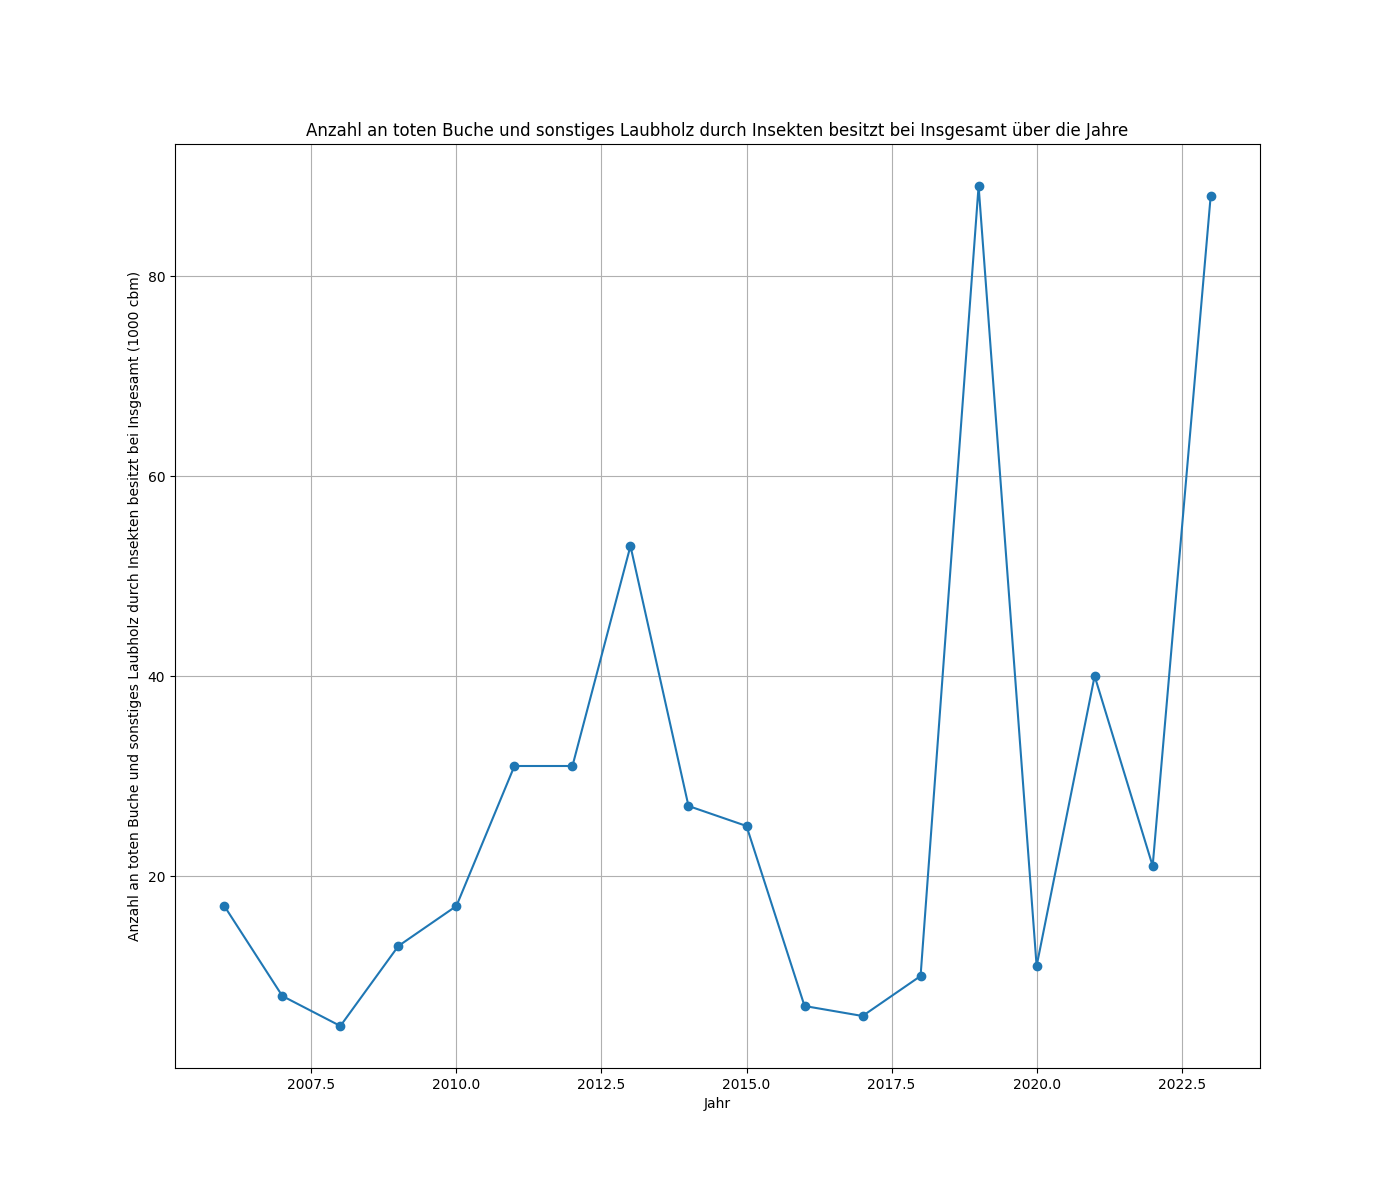 Anzahl an toten Buche und sonstiges Laubholz durch Insekten besitzt bei Insgesamt über die Jahre
Anzahl an toten Buche und sonstiges Laubholz durch Insekten besitzt bei Insgesamt (1000 cbm)
80
60
40
20
2007.5 2010.0 2012.5 2015.0 2017.5 2020.0 2022.5
Jahr